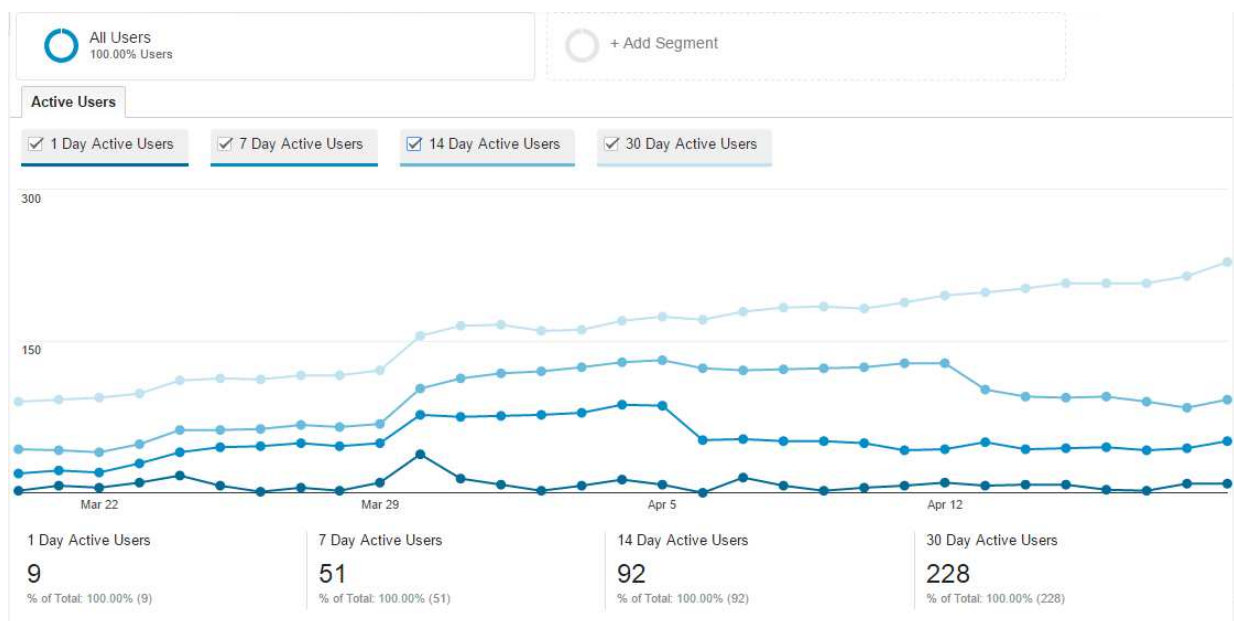 All Users
100.00% Users
+ Add Segment
Active Users
1 Day Active Users
7 Day Active Users
14 Day Active Users
30 Day Active Users
300
150
Mar 22
Mar 29
Apr 5
Apr 12
1 Day Active Users
9
% of Total: 100.00% (9)
7 Day Active Users
51
% of Total: 100.00% (51)
14 Day Active Users
92
% of Total: 100.00% (92)
30 Day Active Users
228
% of Total: 100.00% (228)